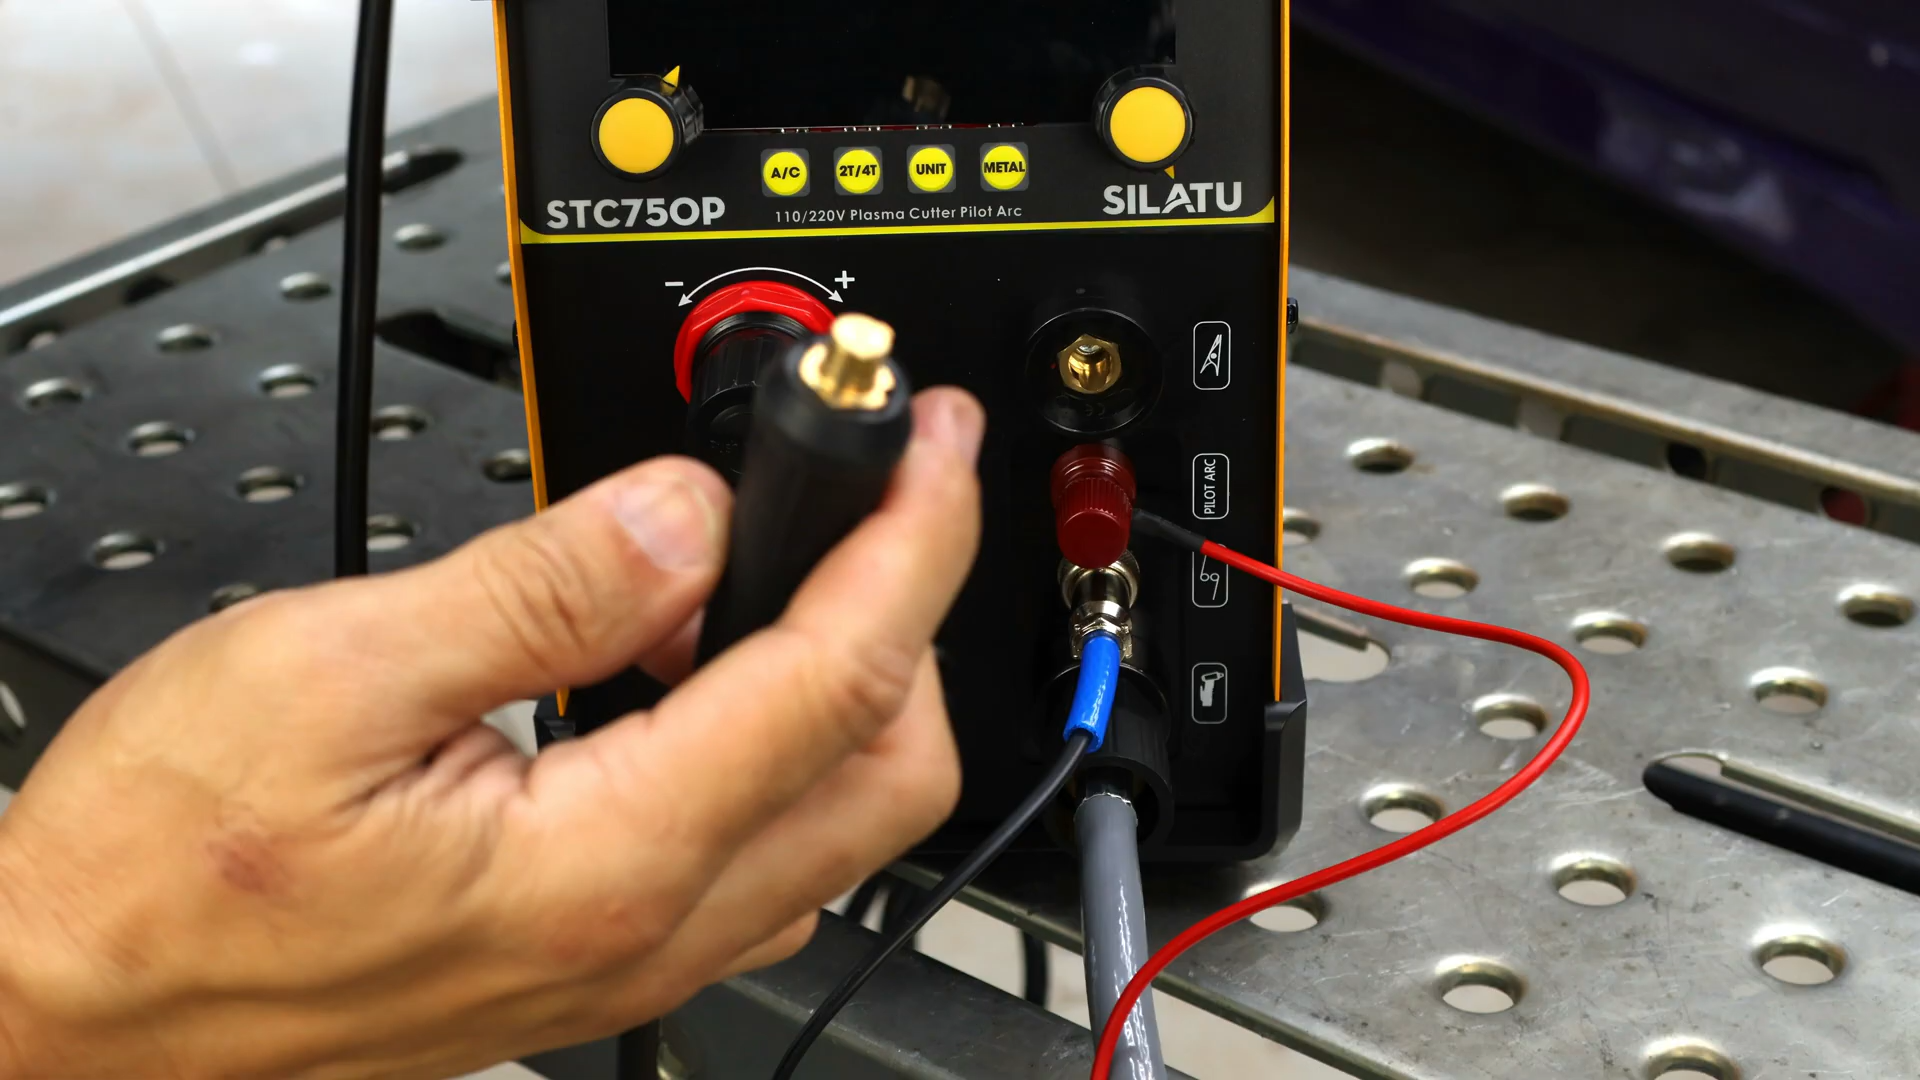 A/C 2T/4T UNIT METAL
STC750P
110/220V Plasma Cutter Pilot Arc
SILATU
− +
PILOT ARC